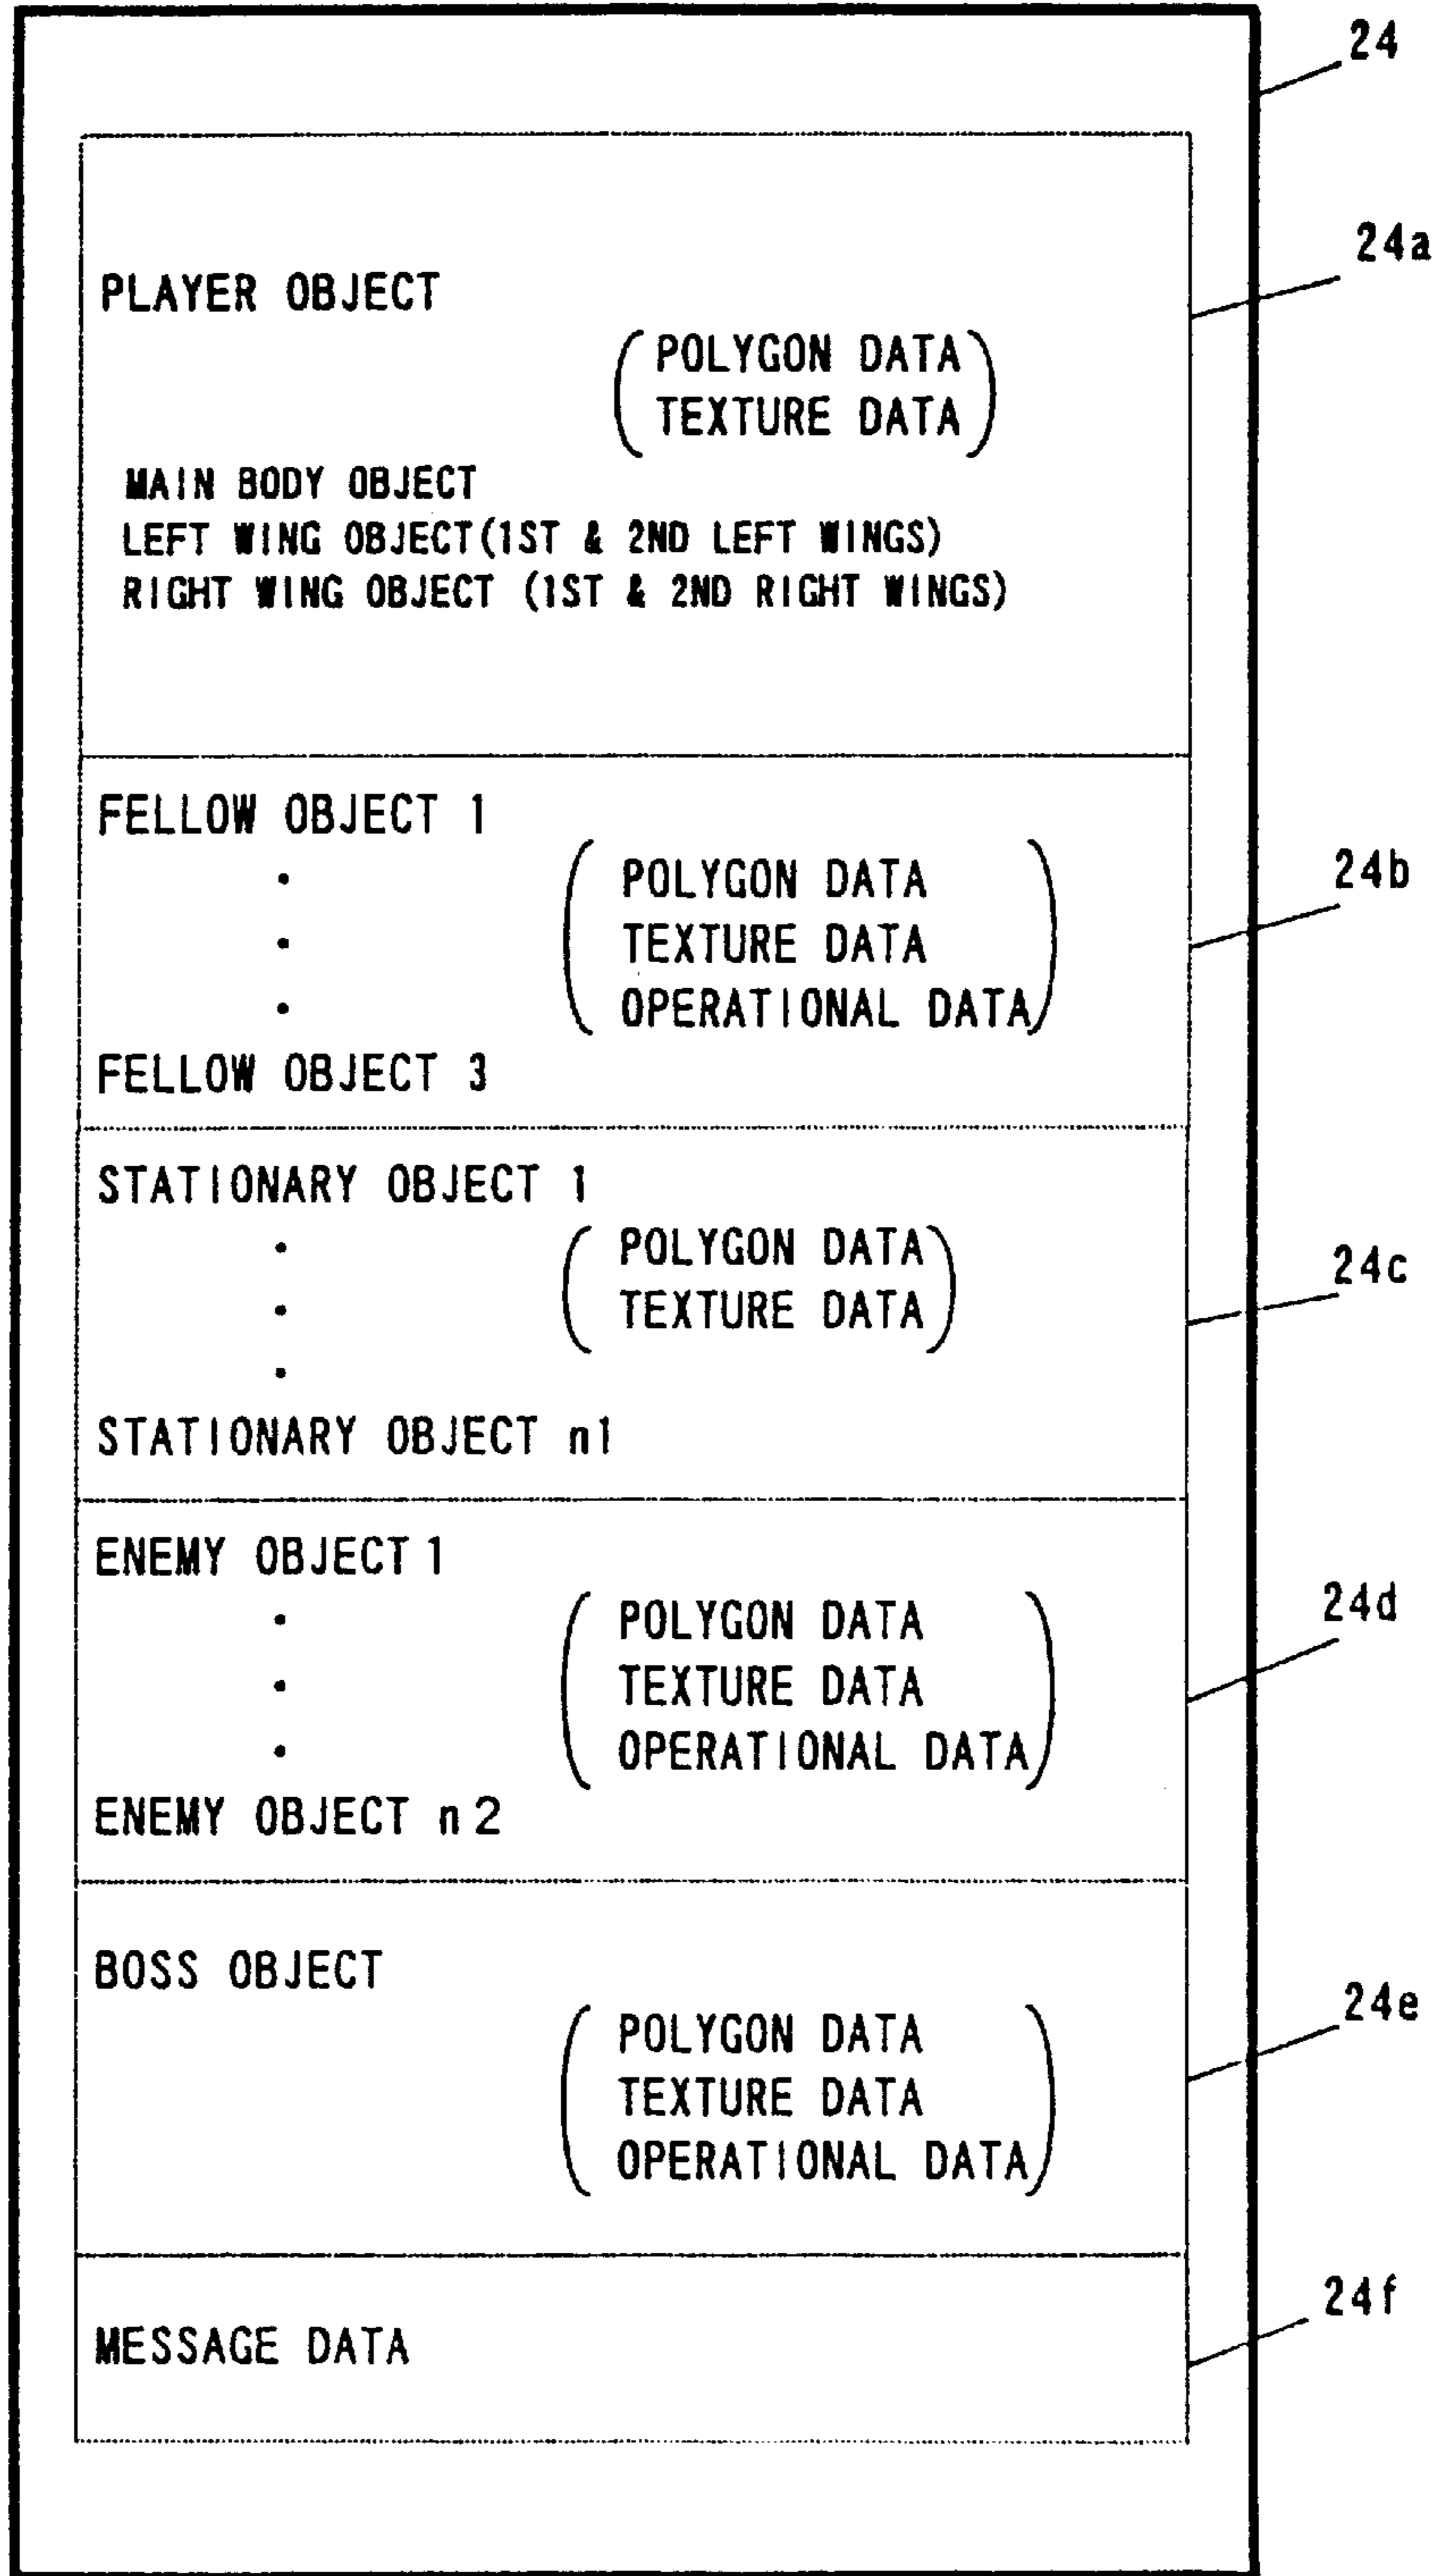 24
24a
PLAYER OBJECT
POLYGON DATA
TEXTURE DATA
MAIN BODY OBJECT
LEFT WING OBJECT(1ST & 2ND LEFT WINGS)
RIGHT WING OBJECT (1ST & 2ND RIGHT WINGS)
FELLOW OBJECT 1
24b
POLYGON DATA
TEXTURE DATA
OPERATIONAL DATA
FELLOW OBJECT 3
STATIONARY OBJECT 1
24c
POLYGON DATA
TEXTURE DATA
STATIONARY OBJECT n1
ENEMY OBJECT 1
24d
POLYGON DATA
TEXTURE DATA
OPERATIONAL DATA
ENEMY OBJECT n2
BOSS OBJECT
24e
POLYGON DATA
TEXTURE DATA
OPERATIONAL DATA
24f
MESSAGE DATA